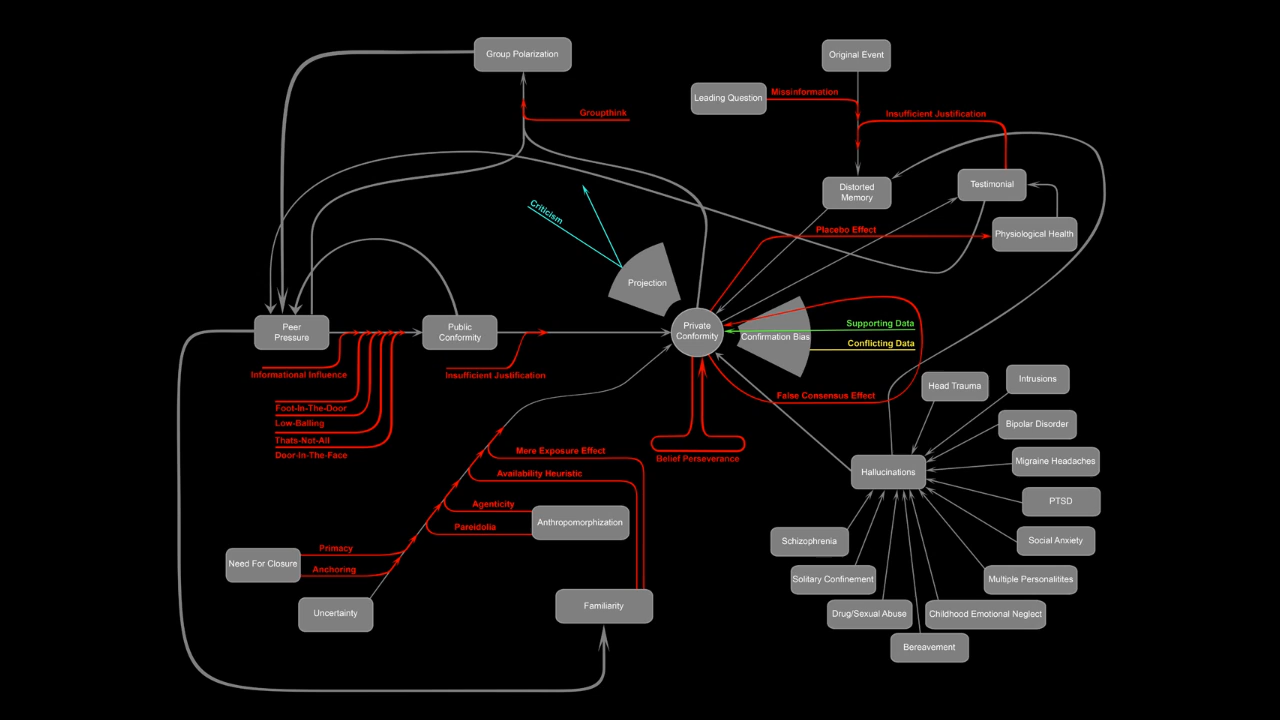 Group Polarization
Original Event
Leading Question
Missinformation
Groupthink
Insufficient Justification
Distorted
Memory
Testimonial
Criticism
Placebo Effect
Physiological Health
Projection
Peer
Pressure
Public
Conformity
Private
Conformity
Confirmation Bias
Supporting Data
Conflicting Data
Informational Influence
Insufficient Justification
Foot-In-The-Door
Low-Balling
Thats-Not-All
Door-In-The-Face
False Consensus Effect
Head Trauma
Intrusions
Bipolar Disorder
Mere Exposure Effect
Belief Perseverance
Migraine Headaches
Availability Heuristic
Hallucinations
PTSD
Agenticity
Anthropomorphization
Pareidolia
Schizophrenia
Social Anxiety
Primacy
Need For Closure
Anchoring
Solitary Confinement
Multiple Personalitites
Uncertainty
Familiarity
Drug/Sexual Abuse
Childhood Emotional Neglect
Bereavement